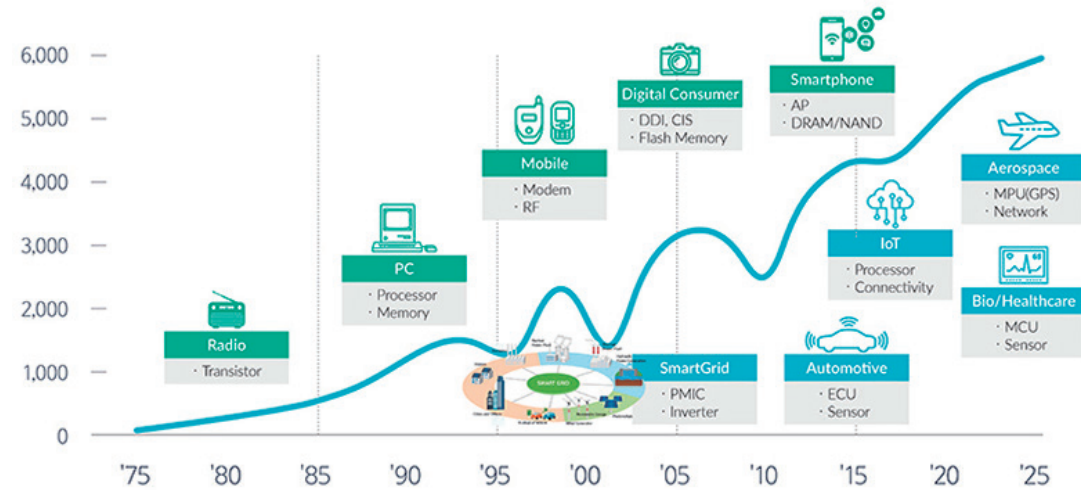 6,000
5,000
4,000
3,000
2,000
1,000
0
'75
'80
'85
'90
'95
'00
'05
'10
'15
'20
'25
Radio
· Transistor
PC
· Processor
· Memory
Mobile
· Modem
· RF
Digital Consumer
· DDI, CIS
· Flash Memory
Smartphone
· AP
· DRAM/NAND
SMART GRID
SmartGrid
· PMIC
· Inverter
Automotive
· ECU
· Sensor
IoT
· Processor
· Connectivity
Aerospace
· MPU(GPS)
· Network
Bio/Healthcare
· MCU
· Sensor